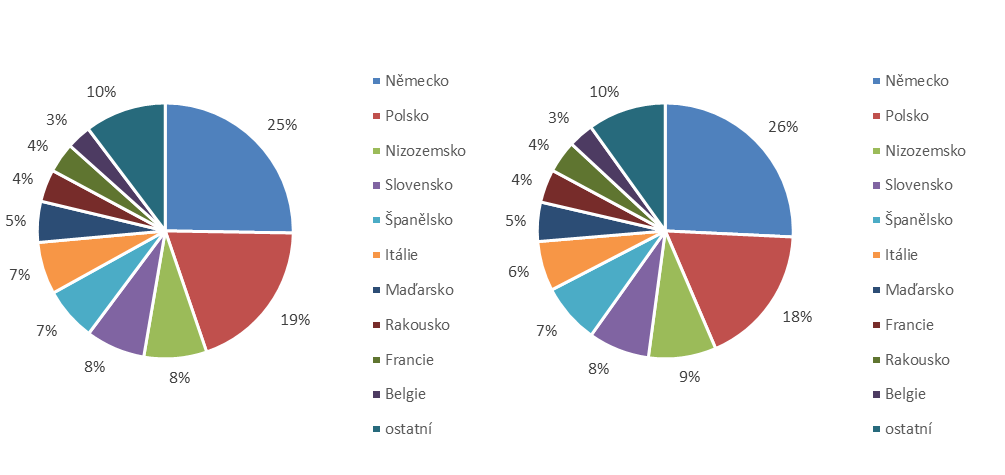 25%
19%
8%
8%
7%
7%
5%
4%
4%
3%
10%
Německo
Polsko
Nizozemsko
Slovensko
Španělsko
Itálie
Maďarsko
Rakousko
Francie
Belgie
ostatní
26%
18%
9%
8%
7%
6%
5%
4%
4%
3%
10%
Německo
Polsko
Nizozemsko
Slovensko
Španělsko
Itálie
Maďarsko
Francie
Rakousko
Belgie
ostatní